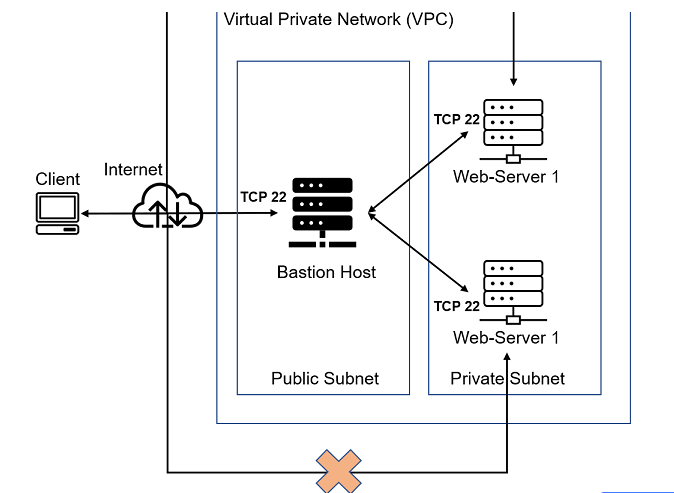 Virtual Private Network (VPC)
TCP 22
Web-Server 1
Internet
Client
TCP 22
Bastion Host
TCP 22
Web-Server 1
Public Subnet
Private Subnet